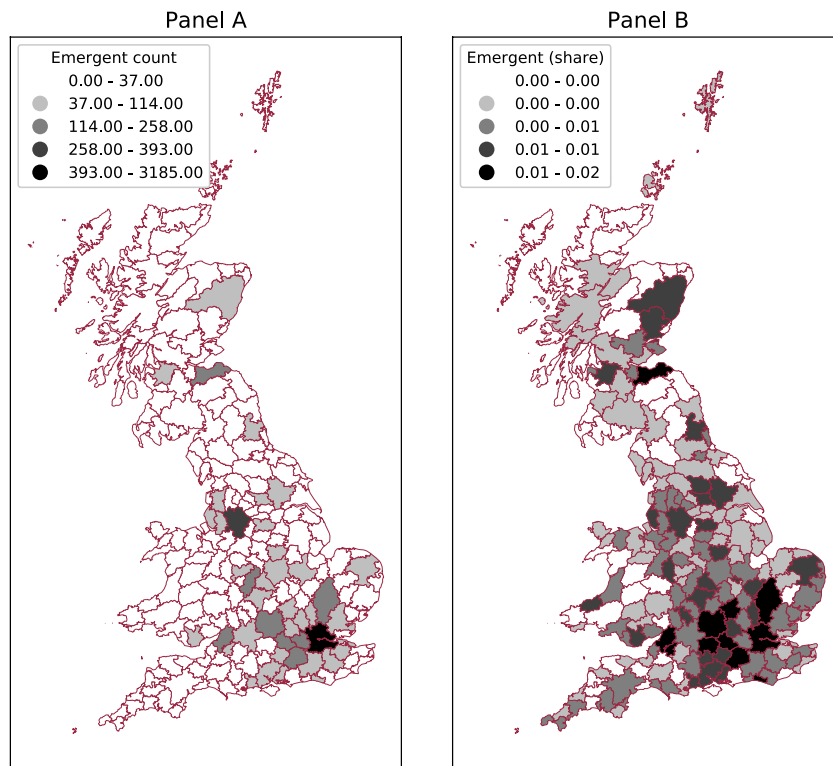 Panel A
Emergent count
0.00 - 37.00
37.00 - 114.00
114.00 - 258.00
258.00 - 393.00
393.00 - 3185.00
Panel B
Emergent (share)
0.00 - 0.00
0.00 - 0.00
0.00 - 0.01
0.01 - 0.01
0.01 - 0.02